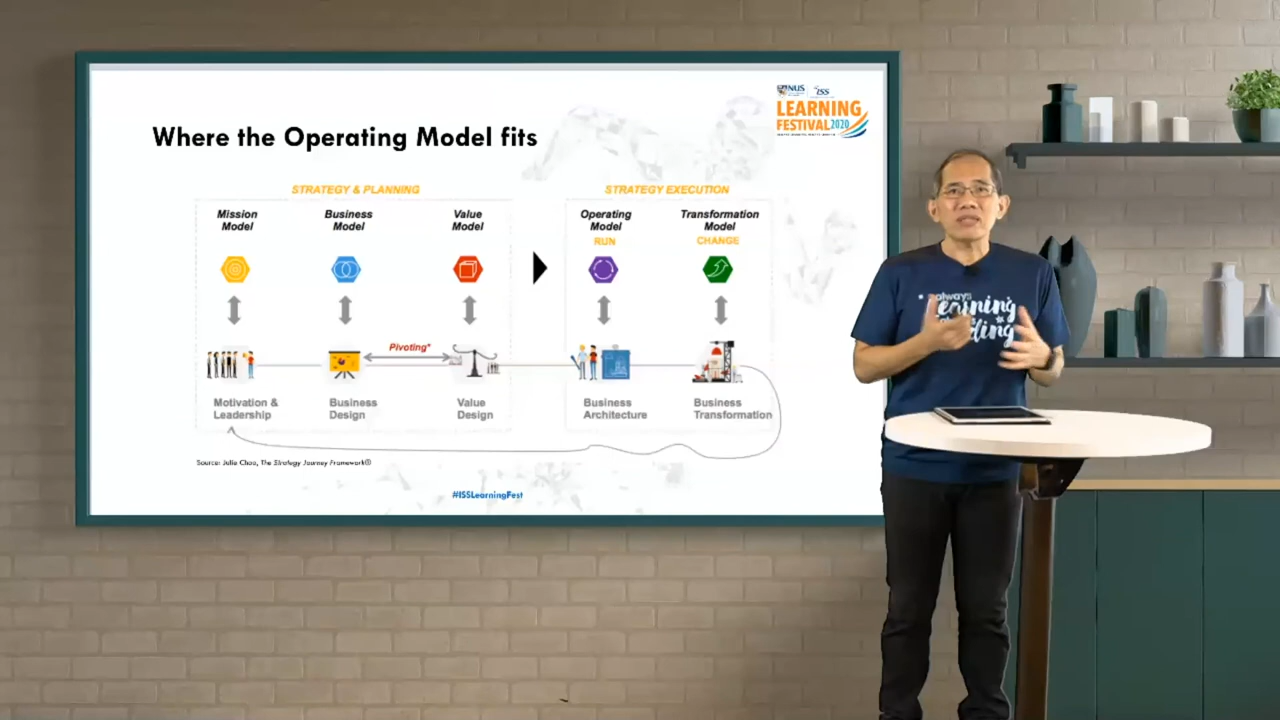 NUS
ISS
LEARNING
FESTIVAL 2020
Where the Operating Model fits
STRATEGY & PLANNING
STRATEGY EXECUTION
Mission Model
Business Model
Value Model
Operating Model
RUN
Transformation Model
CHANGE
Pivoting*
Motivation & Leadership
Business Design
Value Design
Business Architecture
Business Transformation
Source: Julie Choo, The Strategy Journey Framework®
#ISSLearningFest
always
Learning